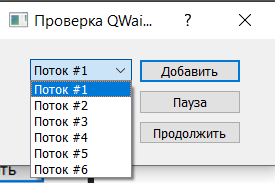 Проверка QWai...
Поток #1
Добавить
Поток #1
Поток #2
Пауза
Поток #3
Поток #4
Продолжить
Поток #5
Поток #6